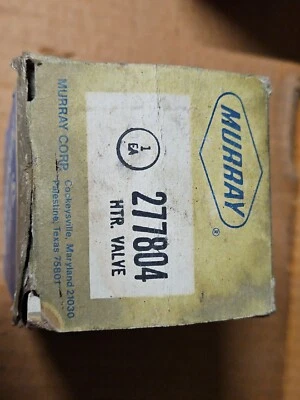 MURRAY
®
1
EA
277804
HTR. VALVE
MURRAY CORP. Cockeysville, Maryland 21030
Palestine, Texas 75801